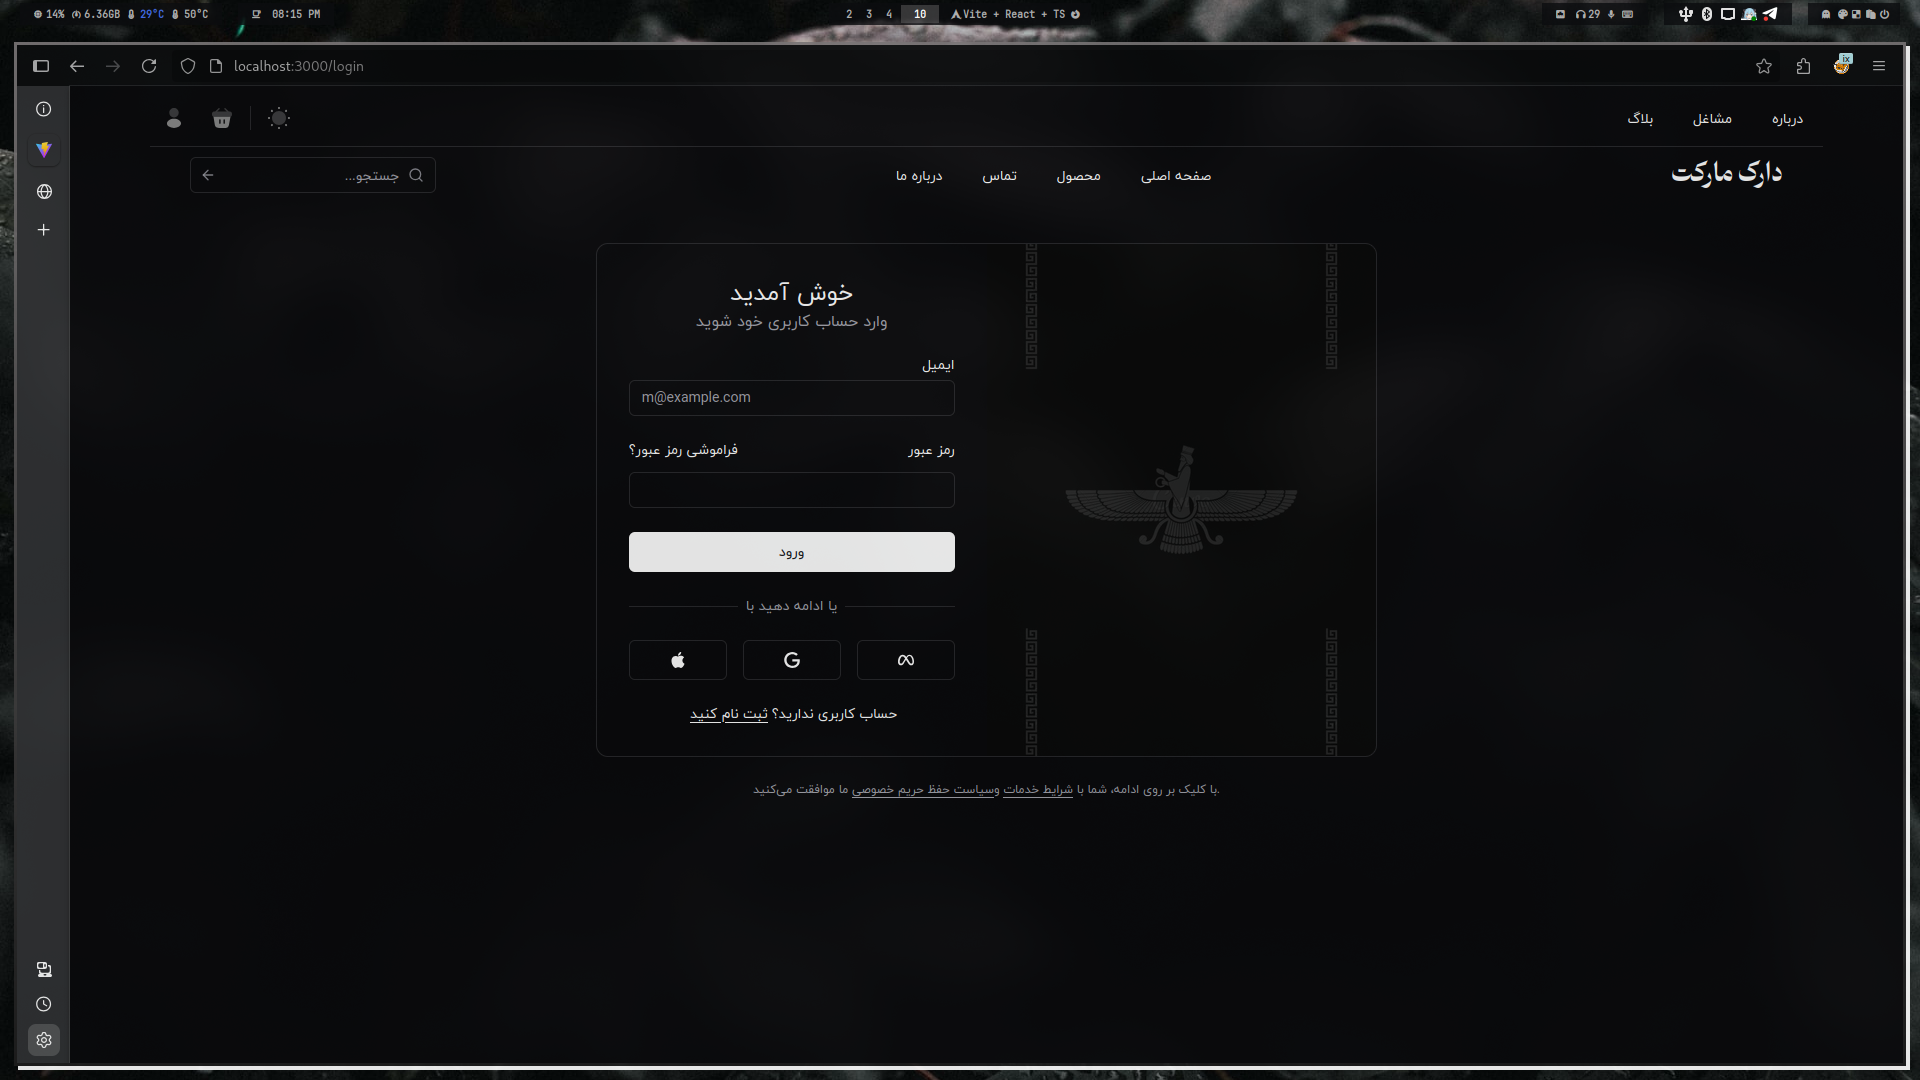 14% 6.36GB 29°C 50°C 08:15 PM 2 3 4 10 Vite + React + TS 29
localhost:3000/login
درباره مشاغل بلاگ
دارک مارکت
صفحه اصلی محصول تماس درباره ما
جستجو...
خوش آمدید
وارد حساب کاربری خود شوید
ایمیل
m@example.com
رمز عبور فراموشی رمز عبور؟
ورود
یا ادامه دهید با
حساب کاربری ندارید؟ ثبت نام کنید
با کلیک بر روی ادامه، شما با شرایط خدمات وسیاست حفظ حریم خصوصی ما موافقت می‌کنید.